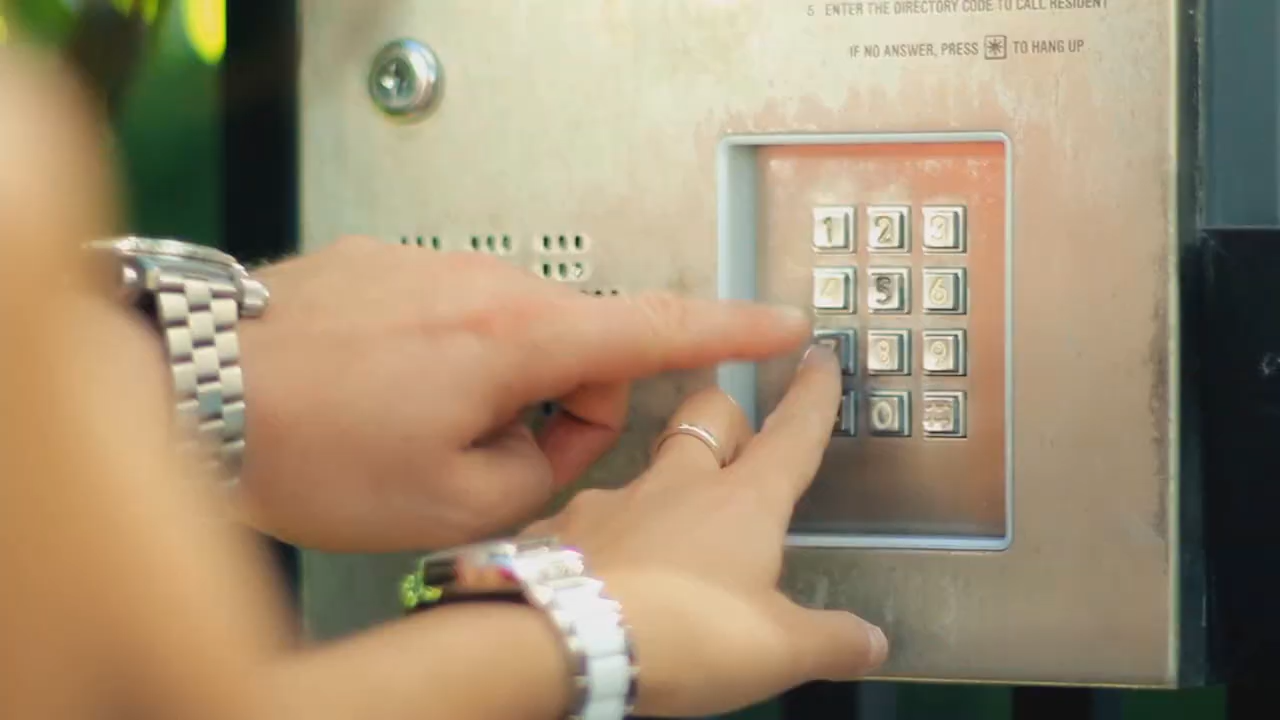 5 ENTER THE DIRECTORY CODE TO CALL RESIDENT
IF NO ANSWER, PRESS ✳ TO HANG UP
1 2 3
4 5 6
7 8 9
0 #